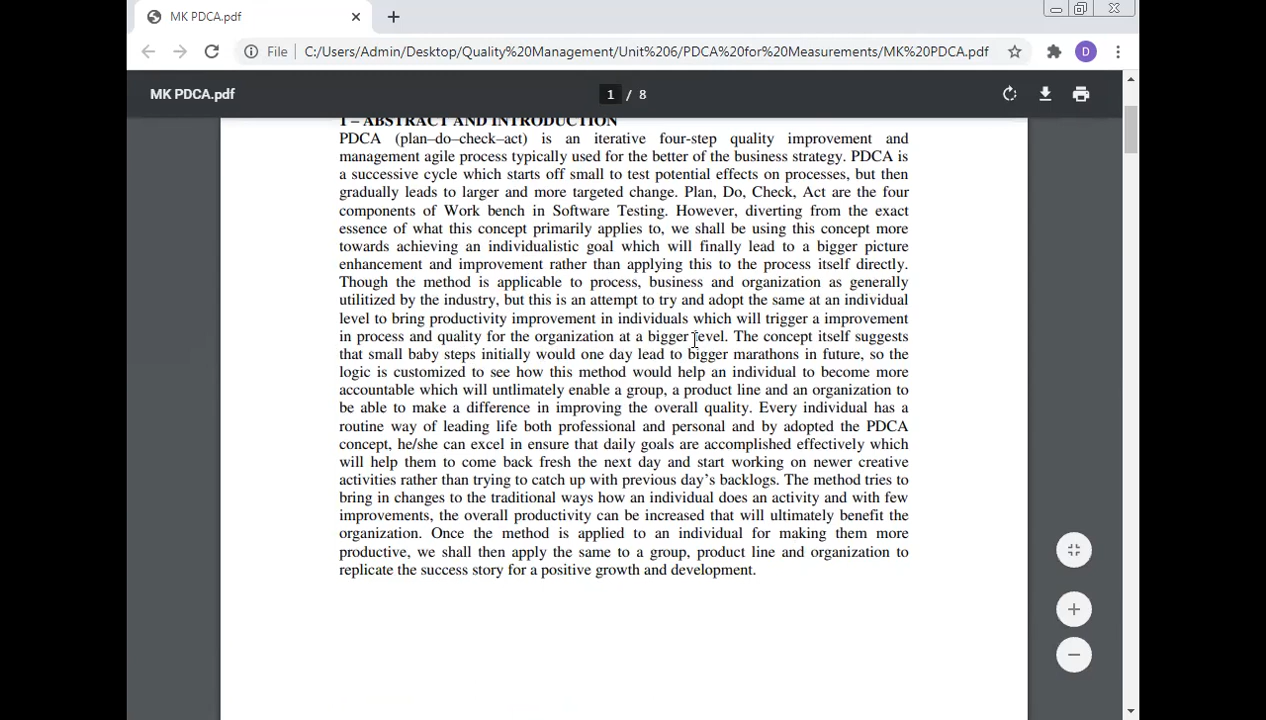 MK PDCA.pdf
File C:/Users/Admin/Desktop/Quality%20Management/Unit%206/PDCA%20for%20Measurements/MK%20PDCA.pdf D
MK PDCA.pdf 1 / 8
1 – ABSTRACT AND INTRODUCTION
PDCA (plan–do–check–act) is an iterative four-step quality improvement and
management agile process typically used for the better of the business strategy. PDCA is
a successive cycle which starts off small to test potential effects on processes, but then
gradually leads to larger and more targeted change. Plan, Do, Check, Act are the four
components of Work bench in Software Testing. However, diverting from the exact
essence of what this concept primarily applies to, we shall be using this concept more
towards achieving an individualistic goal which will finally lead to a bigger picture
enhancement and improvement rather than applying this to the process itself directly.
Though the method is applicable to process, business and organization as generally
utilitized by the industry, but this is an attempt to try and adopt the same at an individual
level to bring productivity improvement in individuals which will trigger a improvement
in process and quality for the organization at a bigger level. The concept itself suggests
that small baby steps initially would one day lead to bigger marathons in future, so the
logic is customized to see how this method would help an individual to become more
accountable which will untlimately enable a group, a product line and an organization to
be able to make a difference in improving the overall quality. Every individual has a
routine way of leading life both professional and personal and by adopted the PDCA
concept, he/she can excel in ensure that daily goals are accomplished effectively which
will help them to come back fresh the next day and start working on newer creative
activities rather than trying to catch up with previous day’s backlogs. The method tries to
bring in changes to the traditional ways how an individual does an activity and with few
improvements, the overall productivity can be increased that will ultimately benefit the
organization. Once the method is applied to an individual for making them more
productive, we shall then apply the same to a group, product line and organization to
replicate the success story for a positive growth and development.